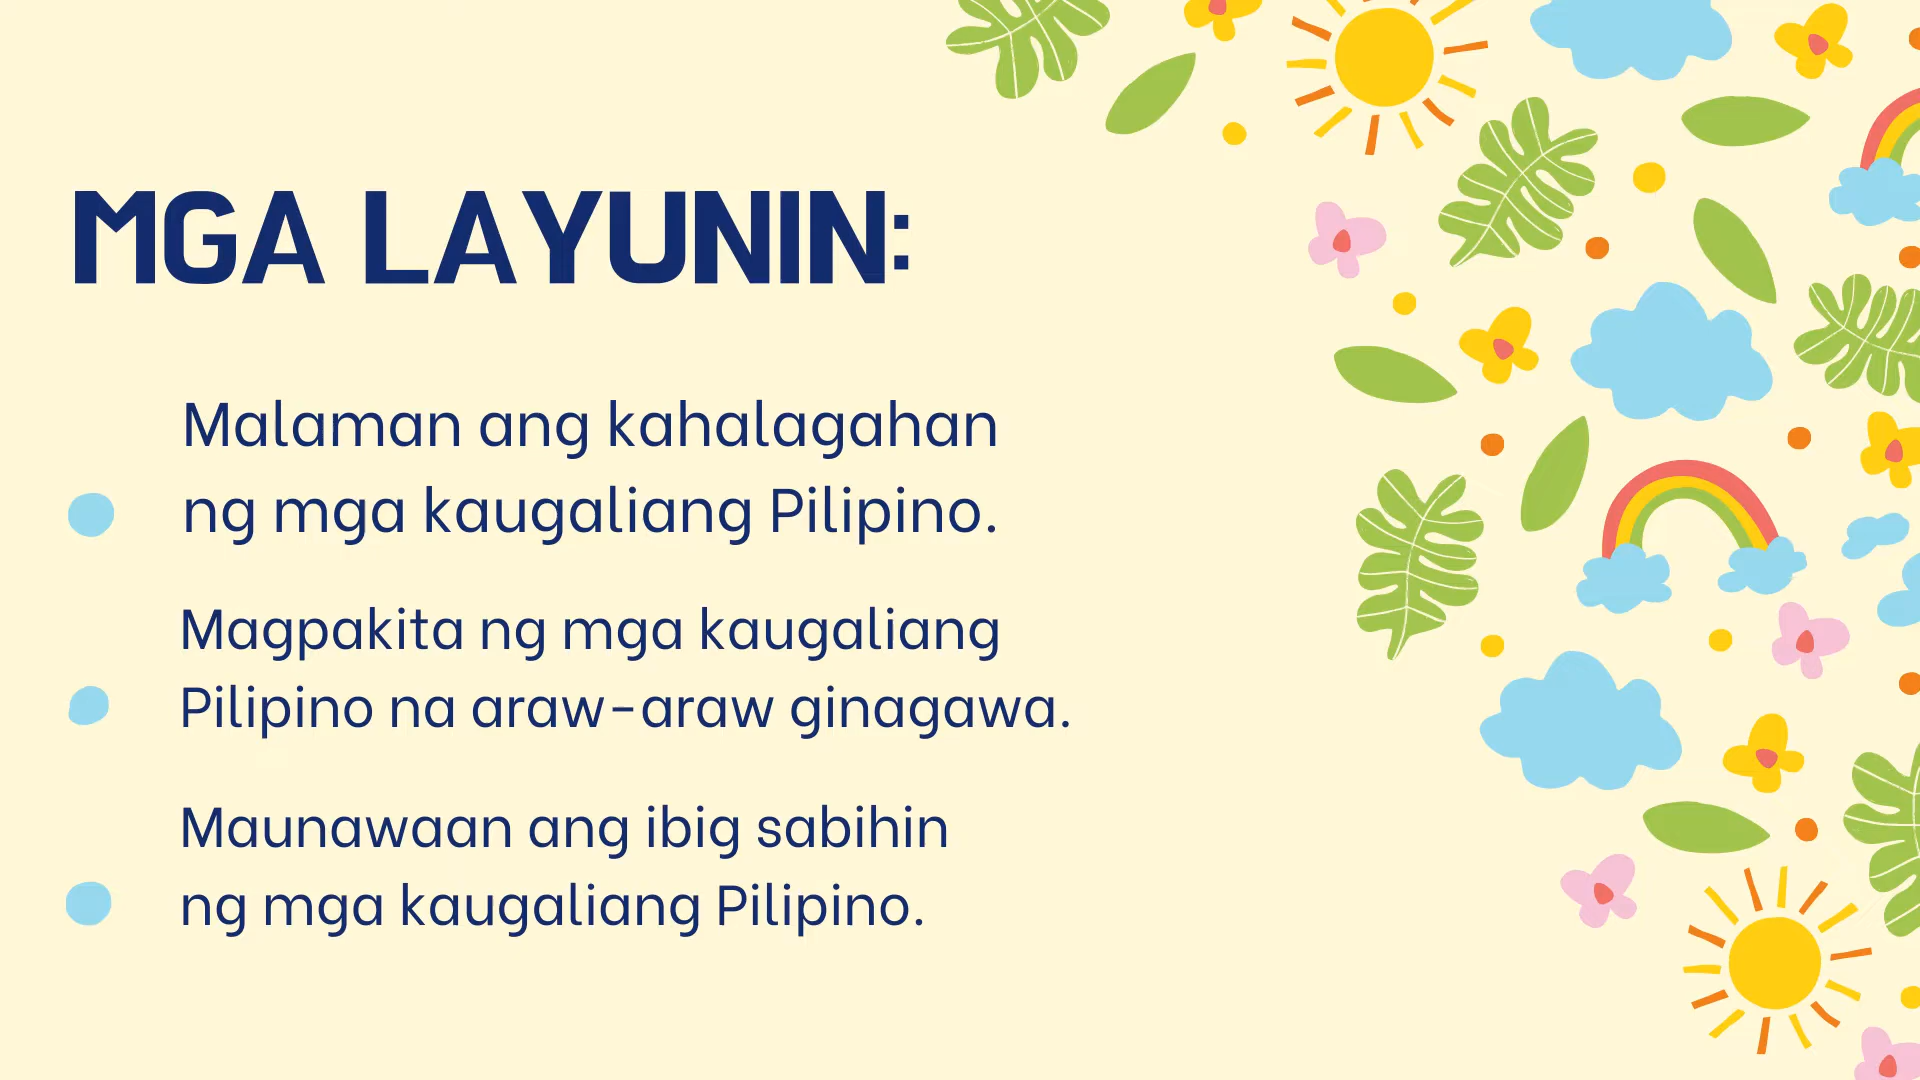 MGA LAYUNIN:
Malaman ang kahalagahan
ng mga kaugaliang Pilipino.
Magpakita ng mga kaugaliang
Pilipino na araw-araw ginagawa.
Maunawaan ang ibig sabihin
ng mga kaugaliang Pilipino.